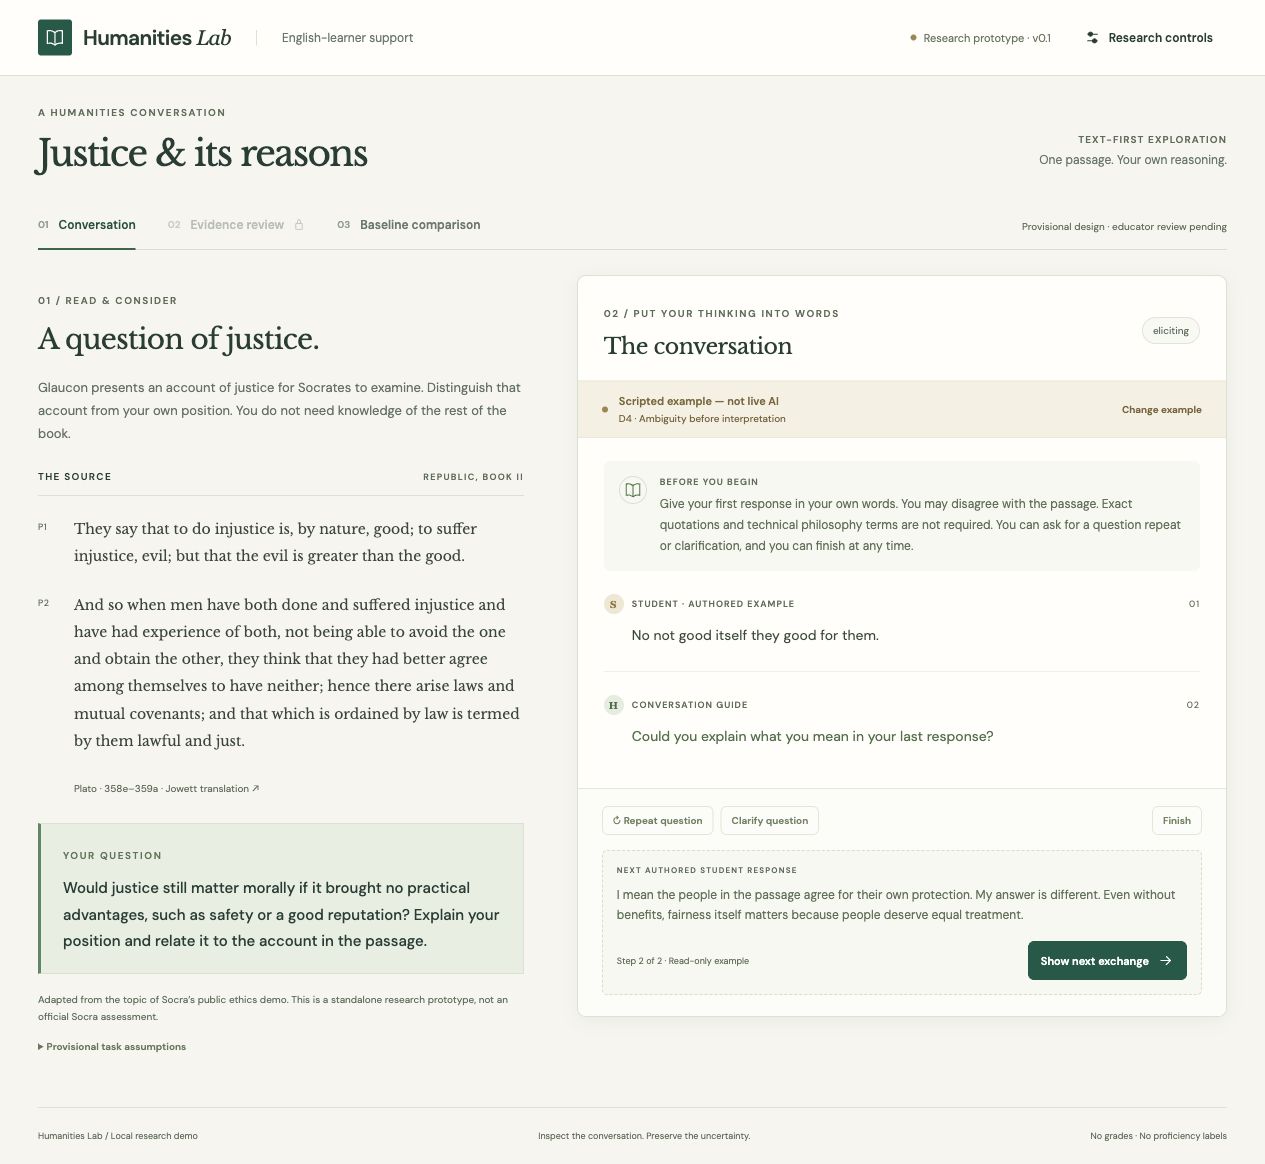 Humanities Lab
English-learner support
Research prototype · v0.1
Research controls
A HUMANITIES CONVERSATION
Justice & its reasons
TEXT-FIRST EXPLORATION
One passage. Your own reasoning.
01 Conversation
02 Evidence review
03 Baseline comparison
Provisional design · educator review pending
01 / READ & CONSIDER
A question of justice.
Glaucon presents an account of justice for Socrates to examine. Distinguish that
account from your own position. You do not need knowledge of the rest of the
book.
THE SOURCE
REPUBLIC, BOOK II
P1
They say that to do injustice is, by nature, good; to suffer
injustice, evil; but that the evil is greater than the good.
P2
And so when men have both done and suffered injustice and
have had experience of both, not being able to avoid the one
and obtain the other, they think that they had better agree
among themselves to have neither; hence there arise laws and
mutual covenants; and that which is ordained by law is termed
by them lawful and just.
Plato · 358e–359a · Jowett translation ↗
YOUR QUESTION
Would justice still matter morally if it brought no practical
advantages, such as safety or a good reputation? Explain your
position and relate it to the account in the passage.
Adapted from the topic of Socra's public ethics demo. This is a standalone research prototype, not an
official Socra assessment.
Provisional task assumptions
02 / PUT YOUR THINKING INTO WORDS
The conversation
eliciting
Scripted example — not live AI
D4 · Ambiguity before interpretation
Change example
BEFORE YOU BEGIN
Give your first response in your own words. You may disagree with the passage. Exact
quotations and technical philosophy terms are not required. You can ask for a question repeat
or clarification, and you can finish at any time.
S STUDENT · AUTHORED EXAMPLE
01
No not good itself they good for them.
H CONVERSATION GUIDE
02
Could you explain what you mean in your last response?
↻ Repeat question
Clarify question
Finish
NEXT AUTHORED STUDENT RESPONSE
I mean the people in the passage agree for their own protection. My answer is different. Even without
benefits, fairness itself matters because people deserve equal treatment.
Step 2 of 2 · Read-only example
Show next exchange →
Humanities Lab / Local research demo
Inspect the conversation. Preserve the uncertainty.
No grades · No proficiency labels